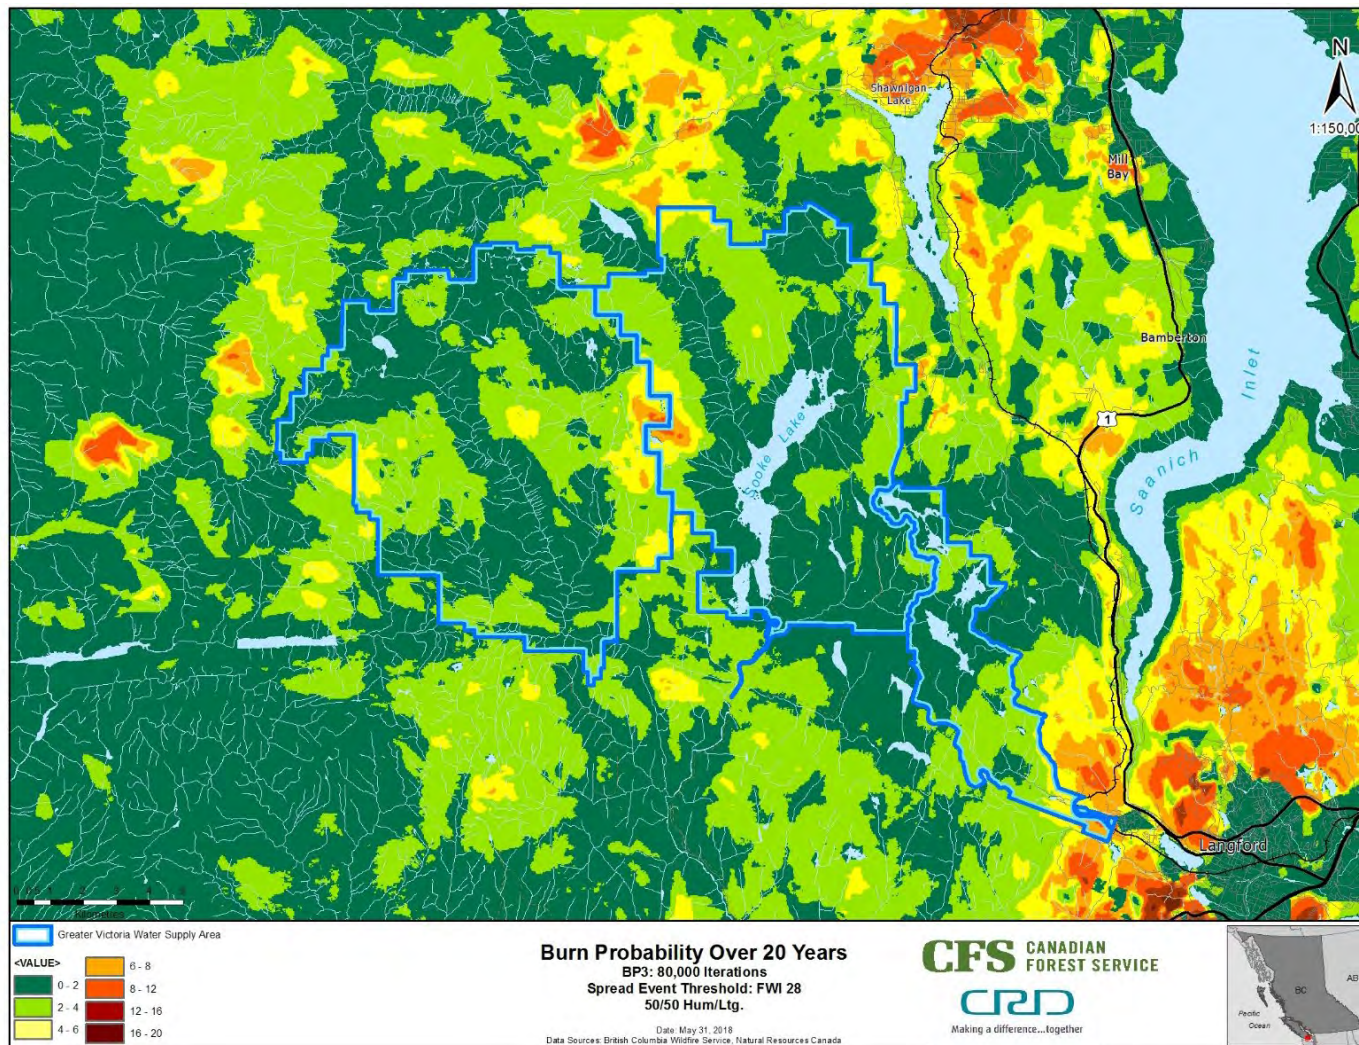 N
1:150,00
Shawnigan
Lake
Mill
Bay
Bamberton
1
Saanich Inlet
Sooke Lake
Langford
Kilometres
Greater Victoria Water Supply Area
<VALUE>
0 - 2
2 - 4
4 - 6
6 - 8
8 - 12
12 - 16
16 - 20
Burn Probability Over 20 Years
BP3: 80,000 Iterations
Spread Event Threshold: FWI 28
50/50 Hum/Ltg.
Date: May 31, 2018
Data Sources: British Columbia Wildfire Service, Natural Resources Canada
CFS CANADIAN
FOREST SERVICE
CRD
Making a difference...together
BC
AB
Pacific
Ocean